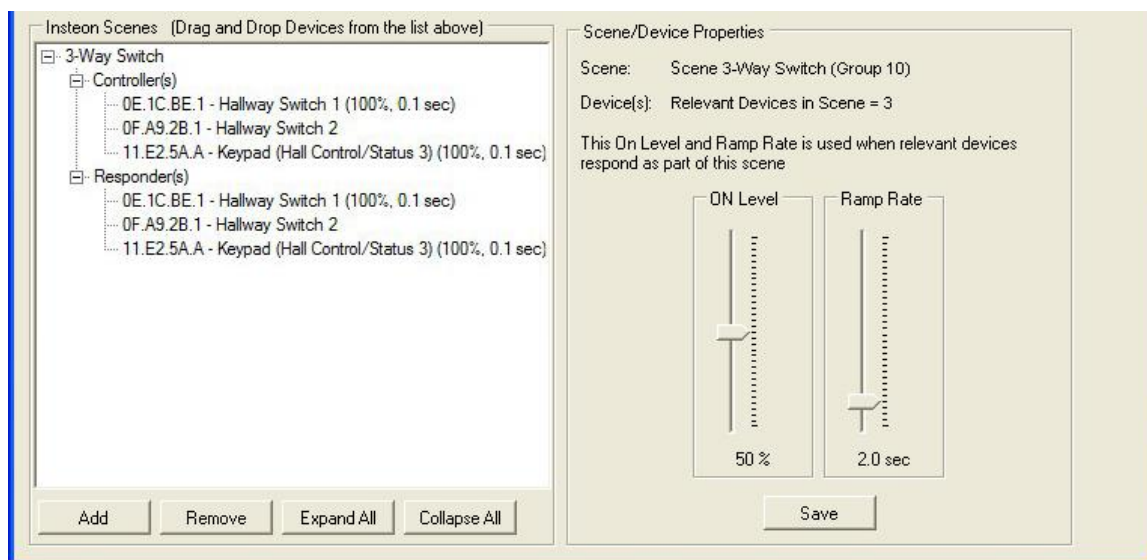 Insteon Scenes (Drag and Drop Devices from the list above)
3-Way Switch
Controller(s)
0E.1C.BE.1 - Hallway Switch 1 (100%, 0.1 sec)
0F.A9.2B.1 - Hallway Switch 2
11.E2.5A.A - Keypad (Hall Control/Status 3) (100%, 0.1 sec)
Responder(s)
0E.1C.BE.1 - Hallway Switch 1 (100%, 0.1 sec)
0F.A9.2B.1 - Hallway Switch 2
11.E2.5A.A - Keypad (Hall Control/Status 3) (100%, 0.1 sec)
Add Remove Expand All Collapse All
Scene/Device Properties
Scene: Scene 3-Way Switch (Group 10)
Device(s): Relevant Devices in Scene = 3
This On Level and Ramp Rate is used when relevant devices
respond as part of this scene
ON Level Ramp Rate
50 % 2.0 sec
Save